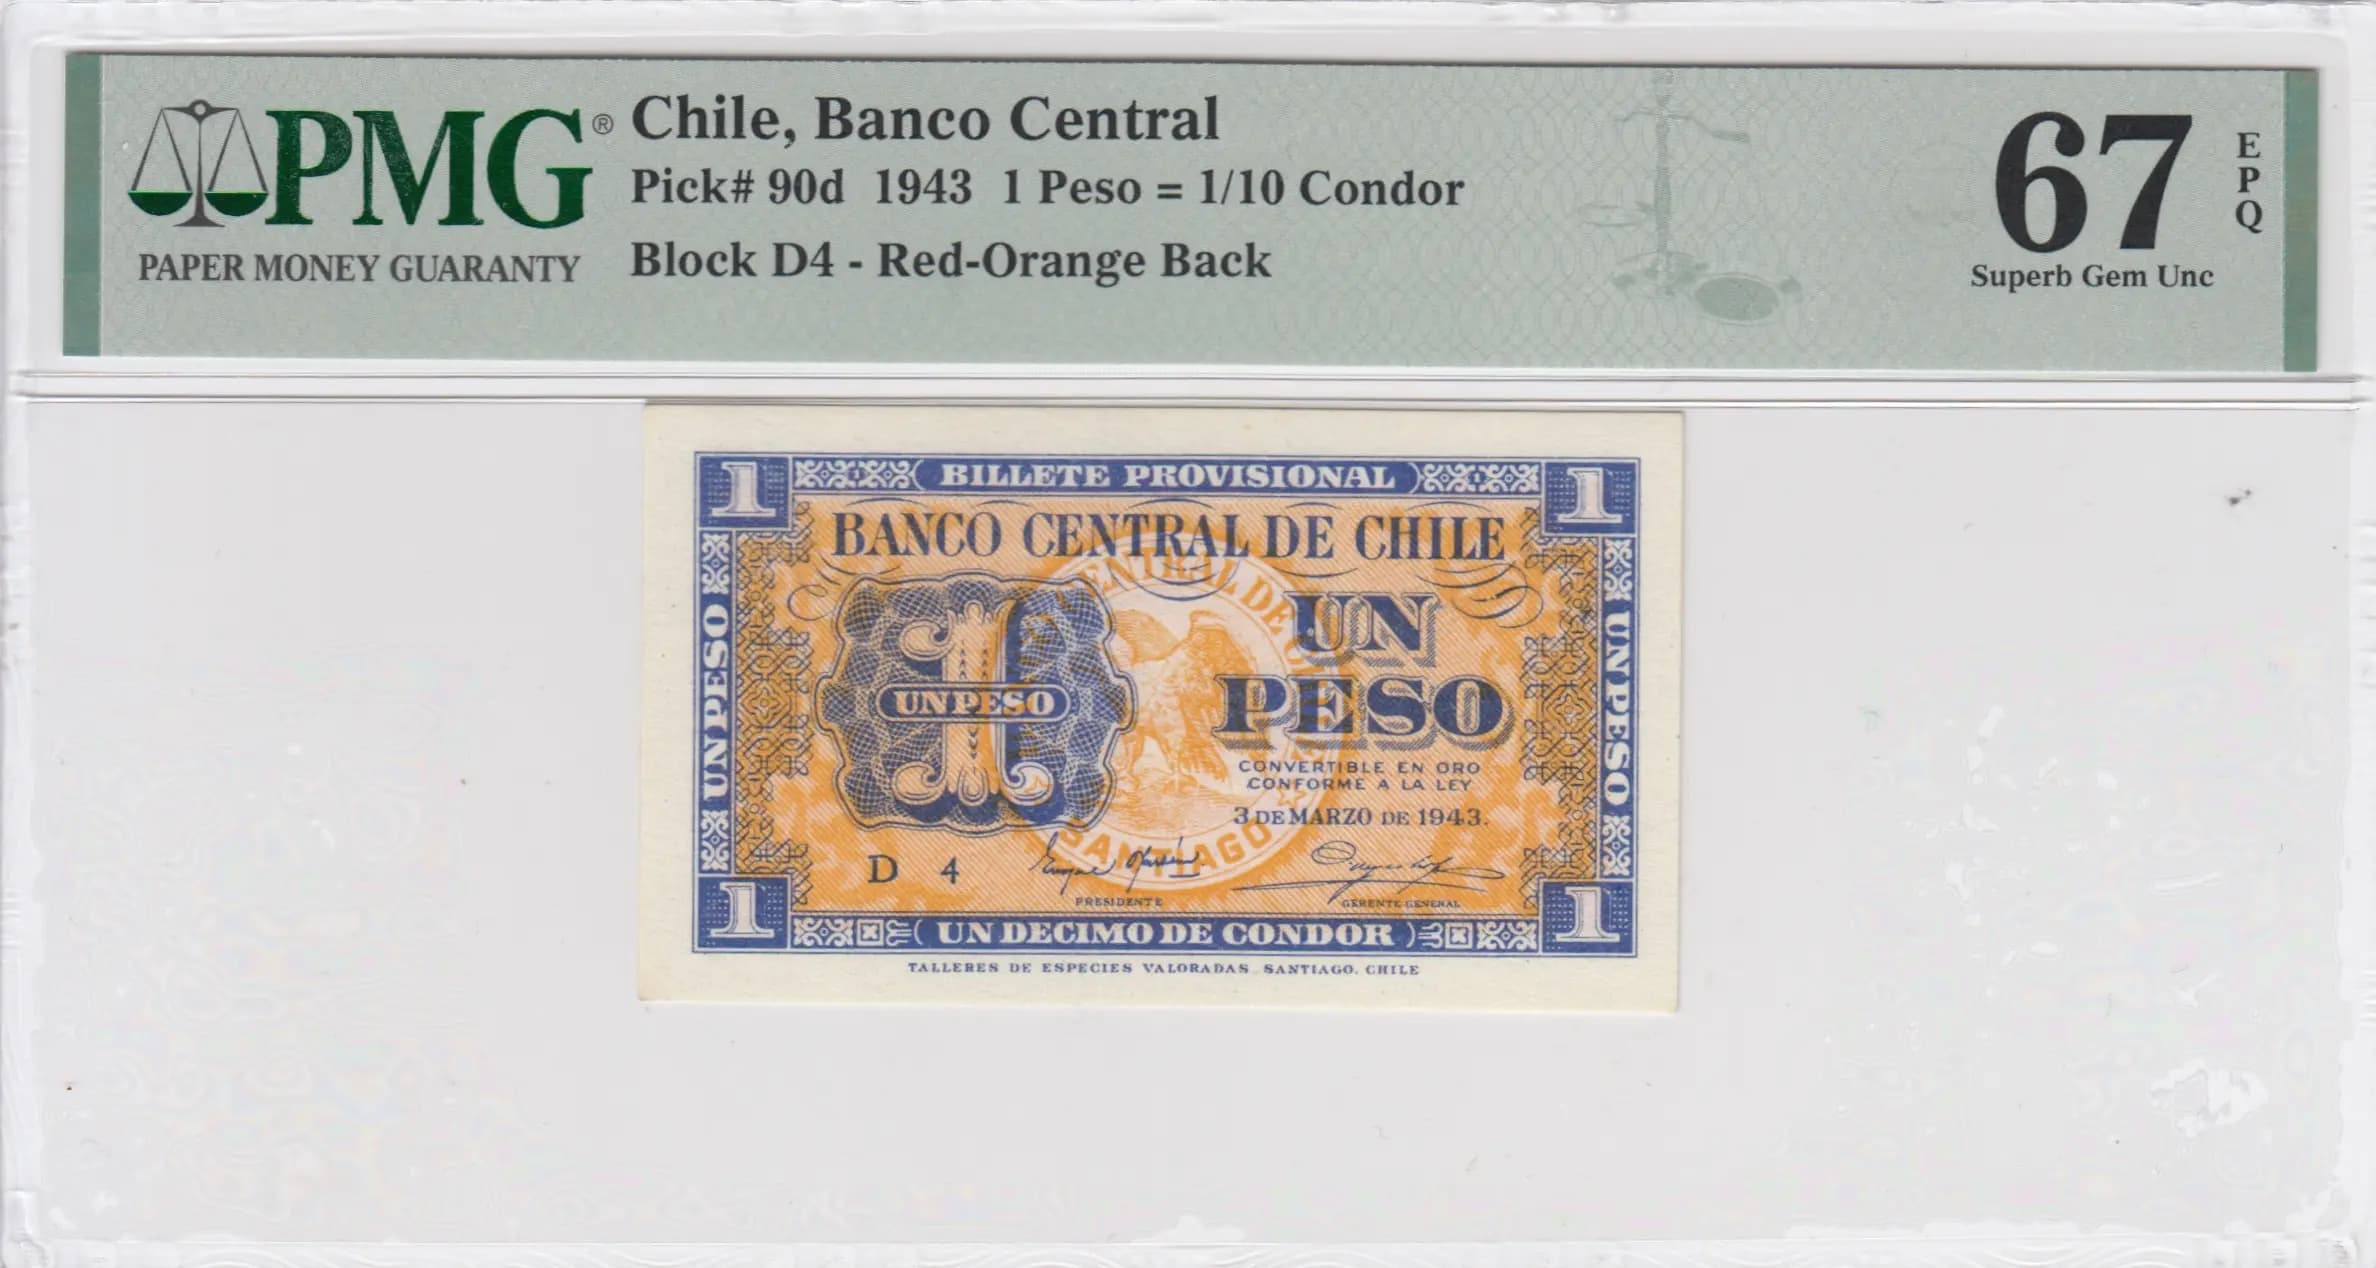 PMG®
PAPER MONEY GUARANTY
Chile, Banco Central
Pick# 90d 1943 1 Peso = 1/10 Condor
Block D4 - Red-Orange Back
67
EPQ
Superb Gem Unc
1 BILLETE PROVISIONAL 1
BANCO CENTRAL DE CHILE
UN PESO
UN PESO
UN PESO
1
UN PESO
CENTRAL DE
SANTIAGO
CONVERTIBLE EN ORO
CONFORME A LA LEY
3 DE MARZO DE 1943.
D 4
PRESIDENTE
GERENTE GENERAL
1 UN DECIMO DE CONDOR 1
TALLERES DE ESPECIES VALORADAS SANTIAGO. CHILE